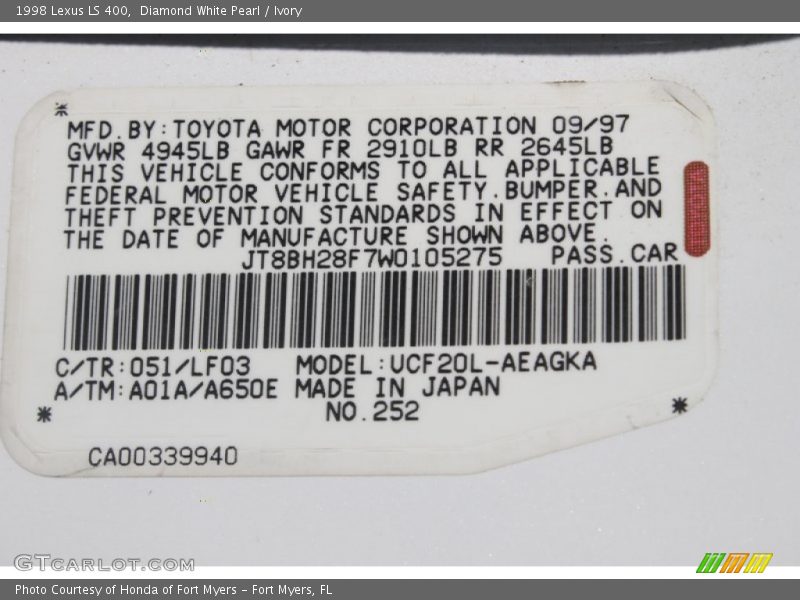 1998 Lexus LS 400,  Diamond White Pearl / Ivory
MFD.BY:TOYOTA MOTOR CORPORATION 09/97
GVWR 4945LB GAWR FR 2910LB RR 2645LB
THIS VEHICLE CONFORMS TO ALL APPLICABLE
FEDERAL MOTOR VEHICLE SAFETY.BUMPER.AND
THEFT PREVENTION STANDARDS IN EFFECT ON
THE DATE OF MANUFACTURE SHOWN ABOVE.
JT8BH28F7W0105275 PASS.CAR
C/TR:051/LF03 MODEL:UCF20L-AEAGKA
A/TM:A01A/A650E MADE IN JAPAN
NO.252
CA00339940
GTCARLOT.COM
Photo Courtesy of Honda of Fort Myers - Fort Myers, FL